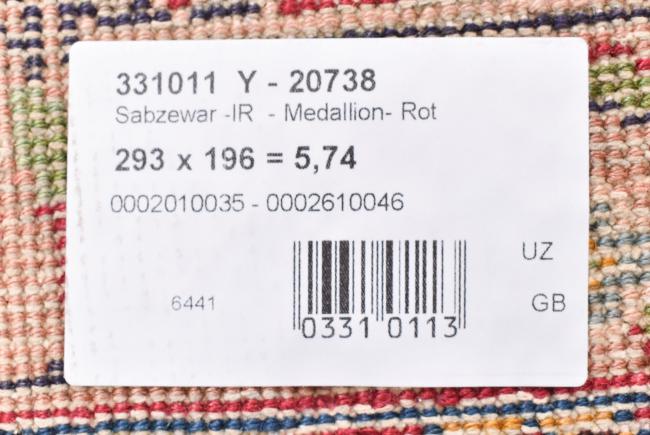 331011 Y - 20738
Sabzewar -IR - Medallion- Rot
293 x 196 = 5,74
0002010035 - 0002610046
UZ
6441
GB
0331 0113